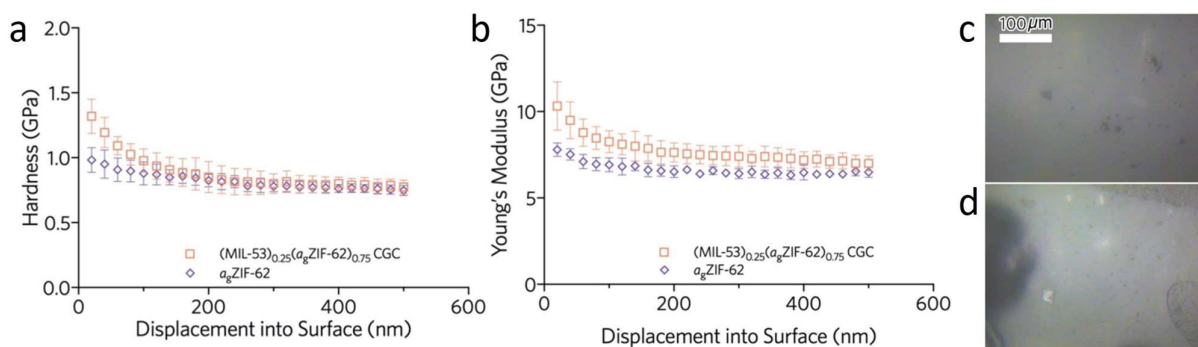 a
Hardness (GPa)
2.0
1.5
1.0
0.5
0.0
(MIL-53)0.25(agZIF-62)0.75 CGC
agZIF-62
0
200
400
600
Displacement into Surface (nm)
b
Young's Modulus (GPa)
15
10
5
0
(MIL-53)0.25(agZIF-62)0.75 CGC
agZIF-62
0
200
400
600
Displacement into Surface (nm)
c
100μm
d